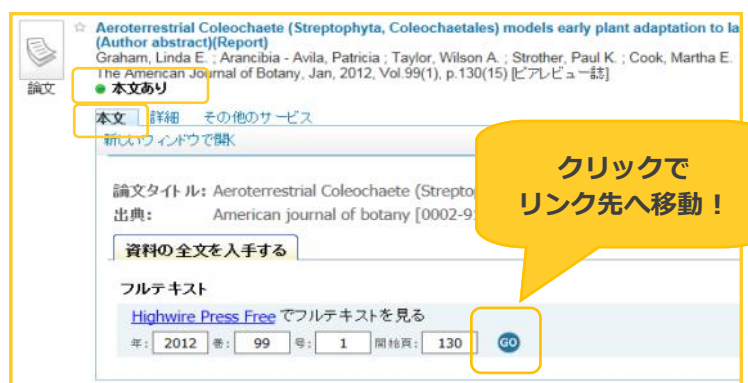 Aeroterrestrial Coleochaete (Streptophyta, Coleochaetales) models early plant adaptation to la
(Author abstract)(Report)
Graham, Linda E. ; Arancibia - Avila, Patricia ; Taylor, Wilson A. ; Strother, Paul K. ; Cook, Martha E.
The American Journal of Botany, Jan, 2012, Vol.99(1), p.130(15) [ピアレビュー誌]
論文
本文あり
本文 詳細 その他のサービス
新しいウィンドウで開く
クリックで
リンク先へ移動！
論文タイトル: Aeroterrestrial Coleochaete (Strepto
出典: American journal of botany [0002-9
資料の全文を入手する
フルテキスト
Highwire Press Free でフルテキストを見る
年: 2012 巻: 99 号: 1 開始頁: 130 GO